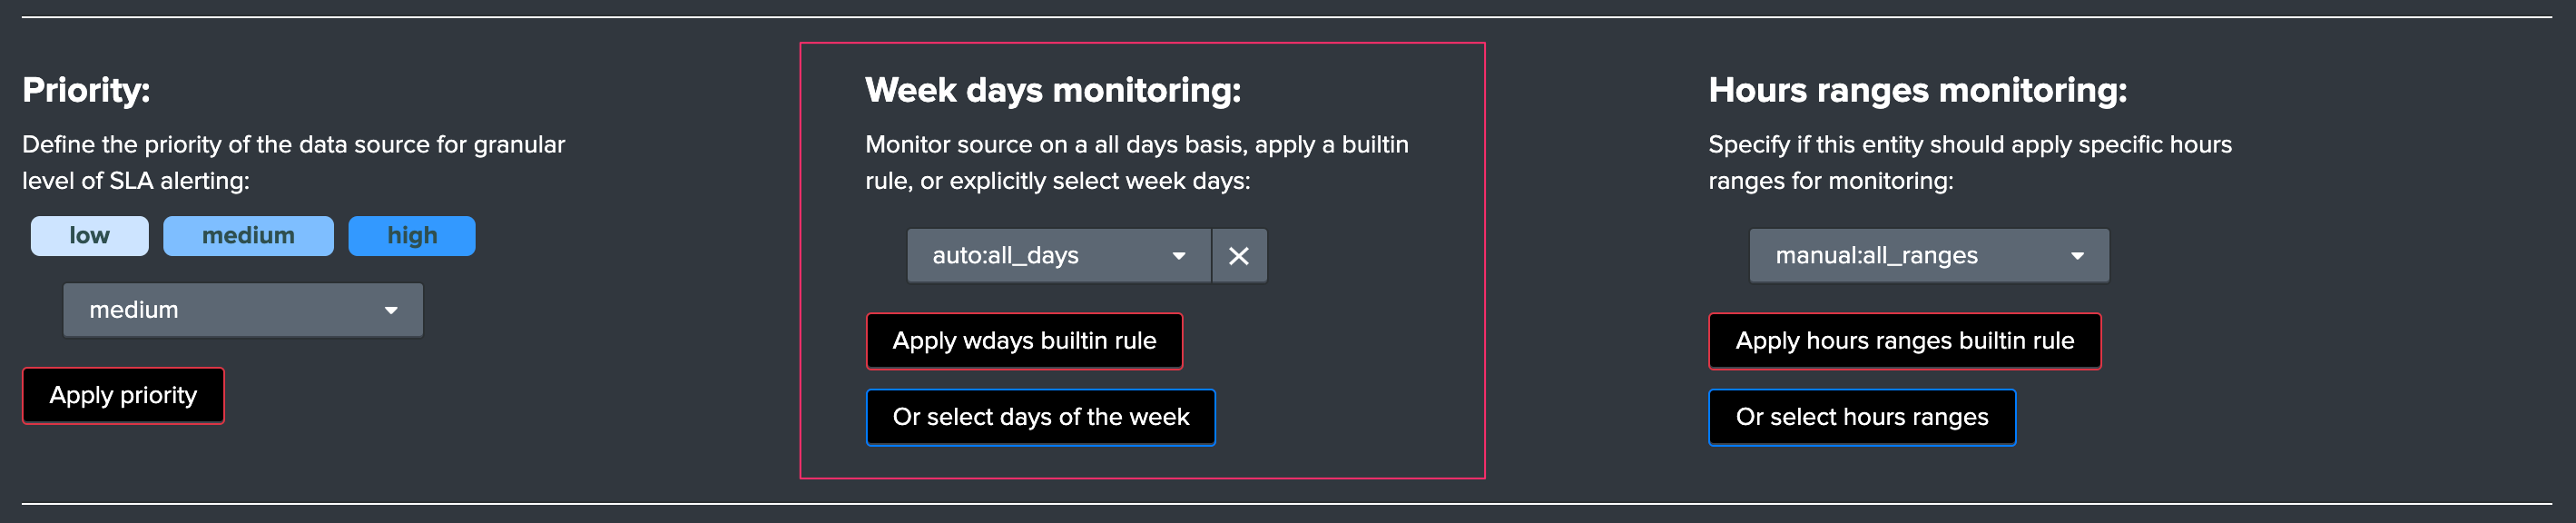 Priority:
Define the priority of the data source for granular
level of SLA alerting:
low medium high
medium
Apply priority
Week days monitoring:
Monitor source on a all days basis, apply a builtin
rule, or explicitly select week days:
auto:all_days
Apply wdays builtin rule
Or select days of the week
Hours ranges monitoring:
Specify if this entity should apply specific hours
ranges for monitoring:
manual:all_ranges
Apply hours ranges builtin rule
Or select hours ranges